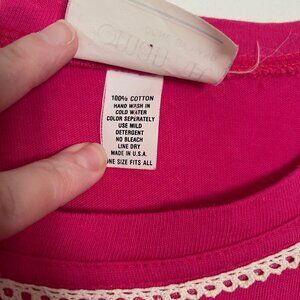 100% COTTON
HAND WASH IN
COLD WATER
COLOR SEPERATELY
USE MILD
DETERGENT
NO BLEACH
LINE DRY
MADE IN U.S.A.
ONE SIZE FITS ALL